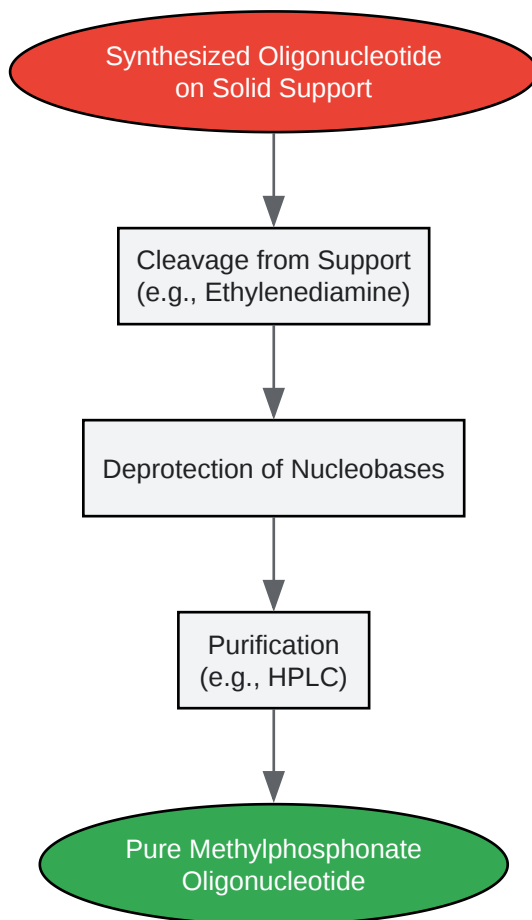 Synthesized Oligonucleotide
on Solid Support
Cleavage from Support
(e.g., Ethylenediamine)
Deprotection of Nucleobases
Purification
(e.g., HPLC)
Pure Methylphosphonate
Oligonucleotide